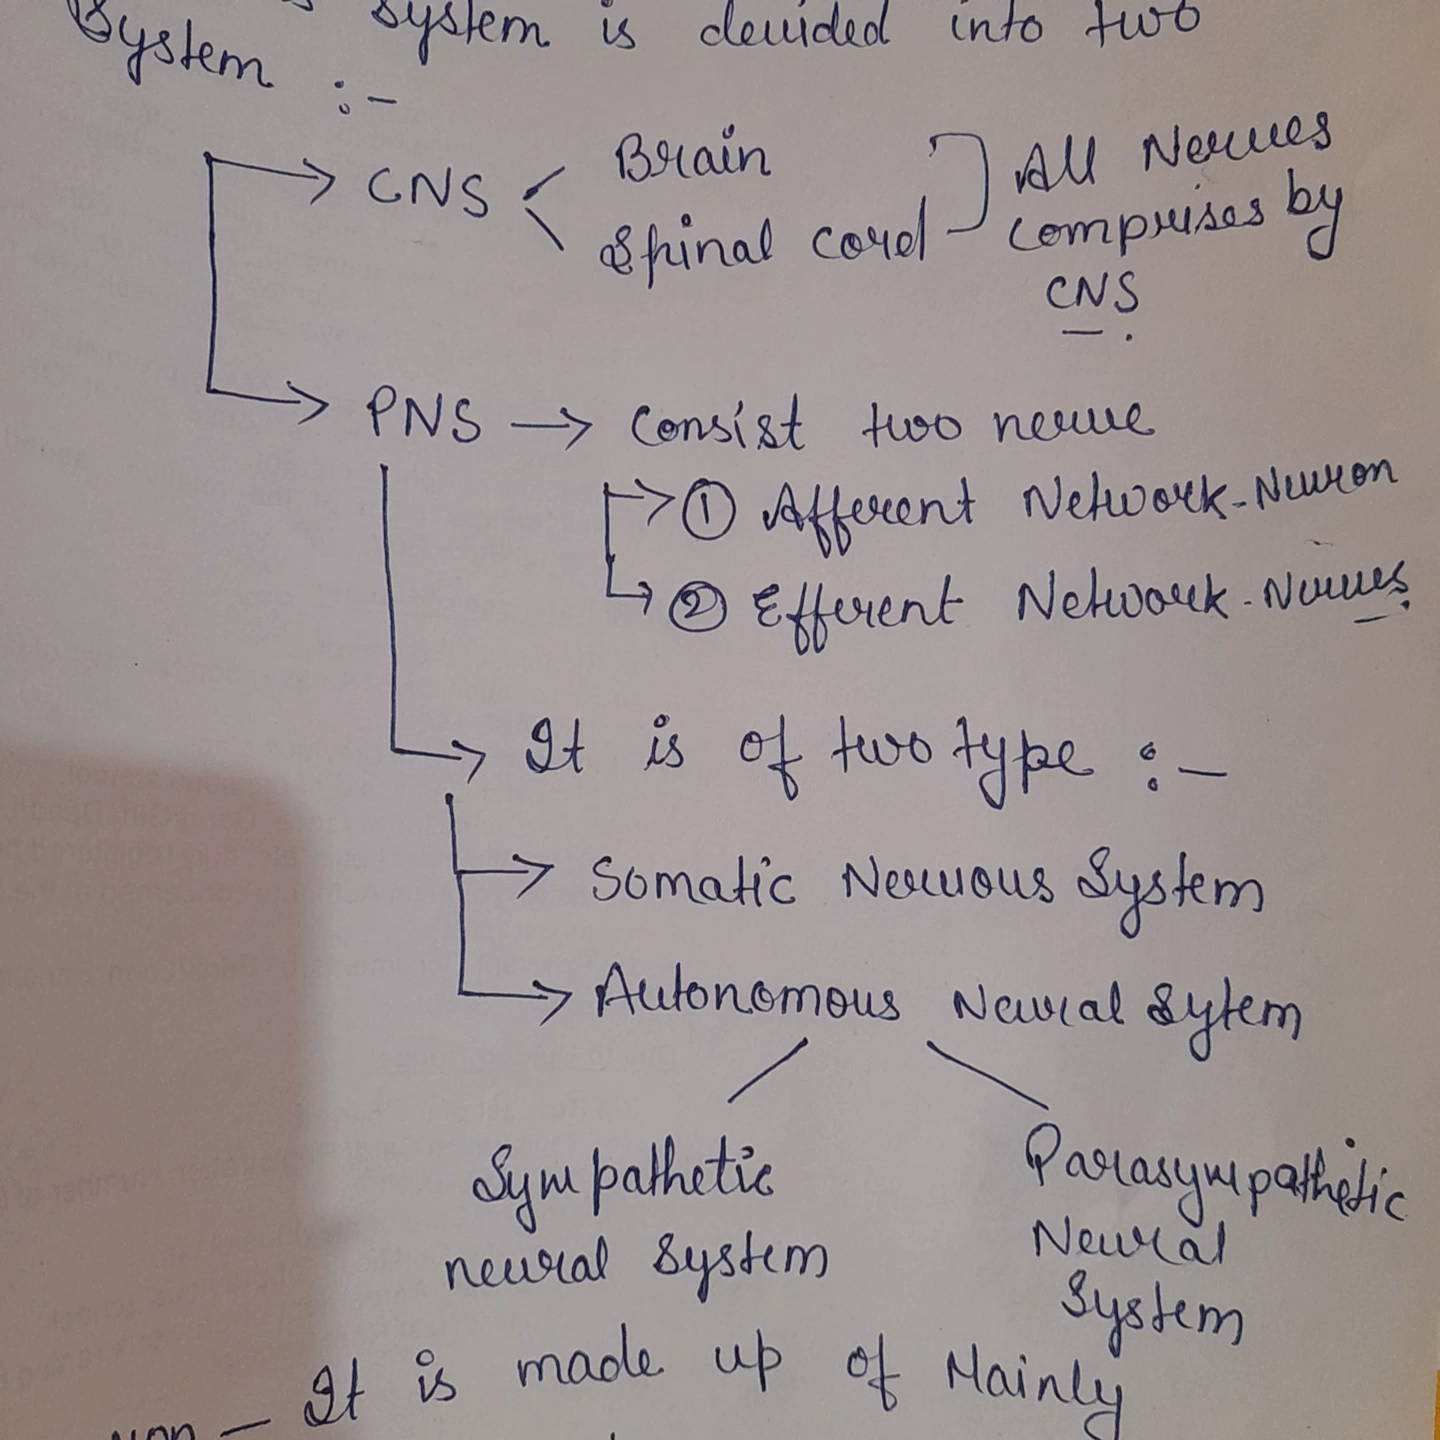 System is devided into two
System :-
CNS Brain All Nerves
Spinal cord comprises by
CNS
PNS → Consist two nerve
① Afferent Network-Neuron
② Efferent Network-Nerves
It is of two type :-
Somatic Nervous System
Autonomous Neural Sytem
Sympathetic Parasympathetic
neural System Neural
System
It is made up of Mainly